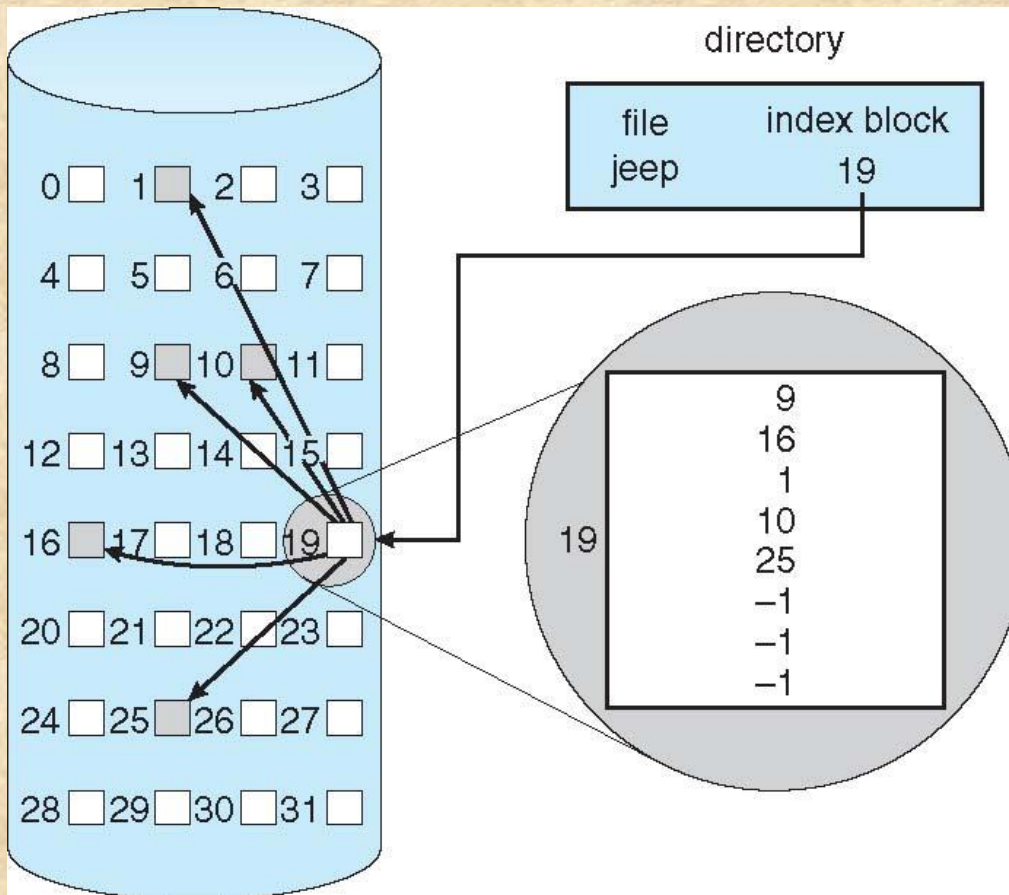 directory
file index block
jeep 19
0 1 2 3
4 5 6 7
8 9 10 11
12 13 14 15
16 17 18 19
20 21 22 23
24 25 26 27
28 29 30 31
9
16
1
10
19
25
–1
–1
–1